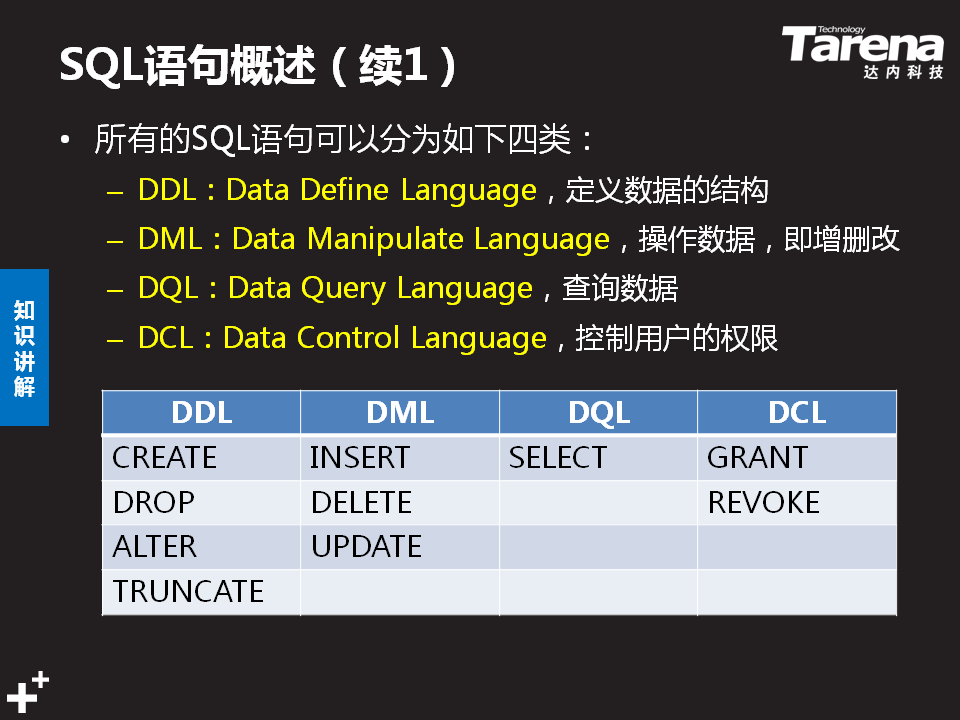 SQL语句概述（续1）
Technology
Tarena
达内科技
• 所有的SQL语句可以分为如下四类：
– DDL：Data Define Language，定义数据的结构
– DML：Data Manipulate Language，操作数据，即增删改
– DQL：Data Query Language，查询数据
– DCL：Data Control Language，控制用户的权限
知识讲解
DDL DML DQL DCL
CREATE INSERT SELECT GRANT
DROP DELETE REVOKE
ALTER UPDATE
TRUNCATE